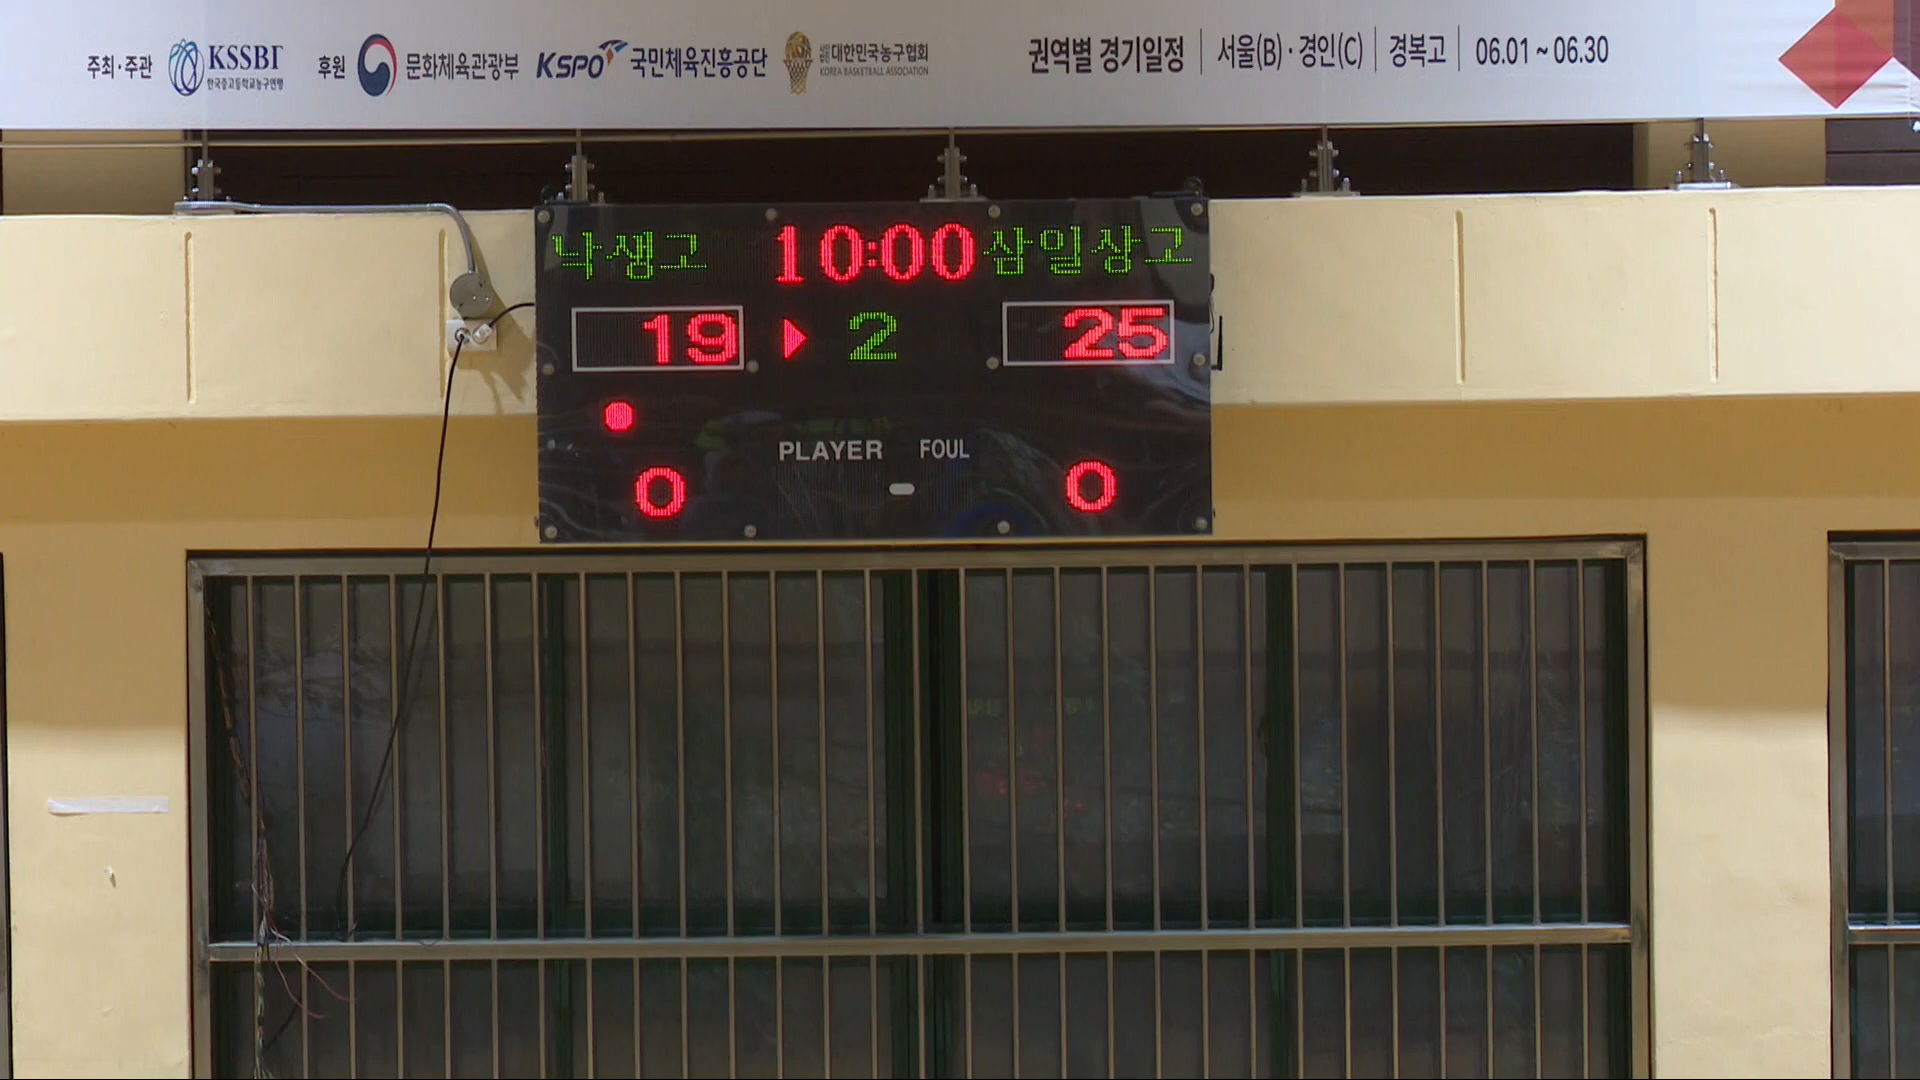 주최·주관 KSSBF 한국중고등학교농구연맹 후원 문화체육관광부 KSPO 국민체육진흥공단 대한민국농구협회 KOREA BASKETBALL ASSOCIATION 권역별 경기일정 서울(B)·경인(C) 경복고 06.01 ~ 06.30
낙생고 10:00 삼일상고
19 2 25
PLAYER FOUL
0 0